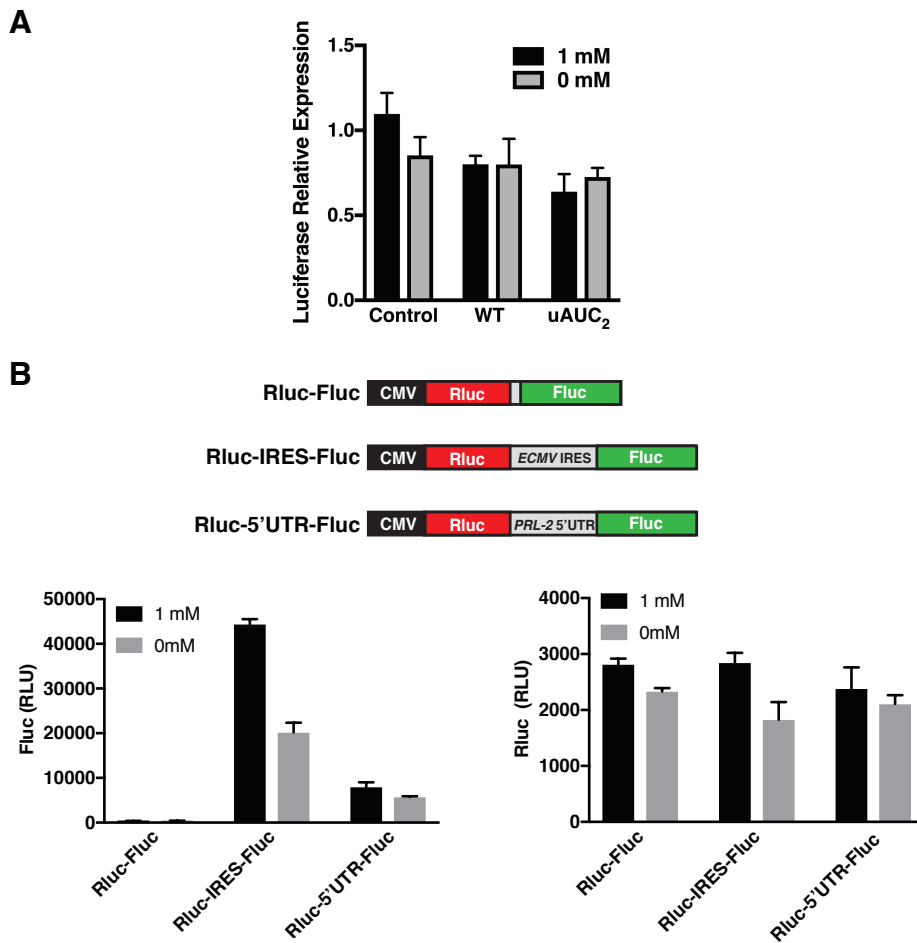 A
1 mM
0 mM
Luciferase Relative Expression
1.5
1.0
0.5
0.0
Control WT uAUC₂
B
Rluc-Fluc CMV Rluc Fluc
Rluc-IRES-Fluc CMV Rluc ECMV IRES Fluc
Rluc-5'UTR-Fluc CMV Rluc PRL-2 5'UTR Fluc
Fluc (RLU)
50000
40000
30000
20000
10000
0
1 mM
0mM
Rluc-Fluc
Rluc-IRES-Fluc
Rluc-5'UTR-Fluc
Rluc (RLU)
4000
3000
2000
1000
0
1 mM
0mM
Rluc-Fluc
Rluc-IRES-Fluc
Rluc-5'UTR-Fluc